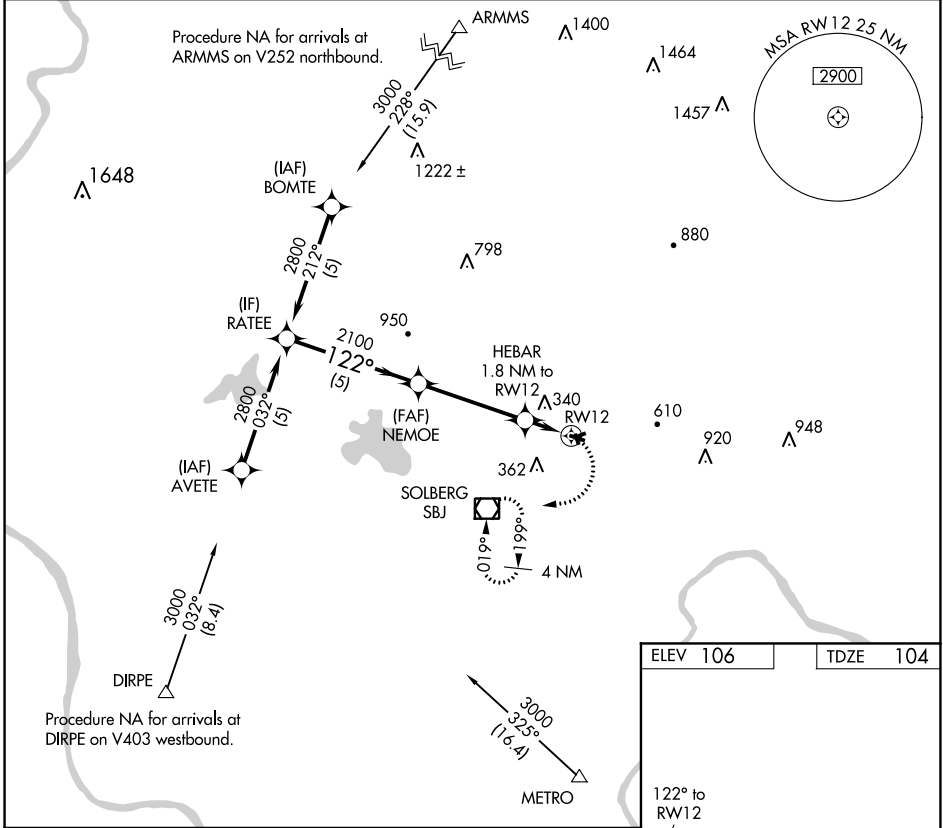 Procedure NA for arrivals at
ARMMS on V252 northbound.
ARMMS
1400
1464
1457
MSA RW12 25 NM
2900
3000
228°
(15.9)
1222 ±
1648
(IAF)
BOMTE
2800
212°
(5)
798
880
(IF)
RATEE
950
2100
122°
(5)
HEBAR
1.8 NM to
RW12
340
RW12
(FAF)
NEMOE
610
920
948
2800
032°
(5)
(IAF)
AVETE
362
SOLBERG
SBJ
019°
199°
4 NM
3000
032°
(8.4)
DIRPE
Procedure NA for arrivals at
DIRPE on V403 westbound.
3000
325°
(16.4)
METRO
ELEV 106
TDZE 104
122° to
RW12